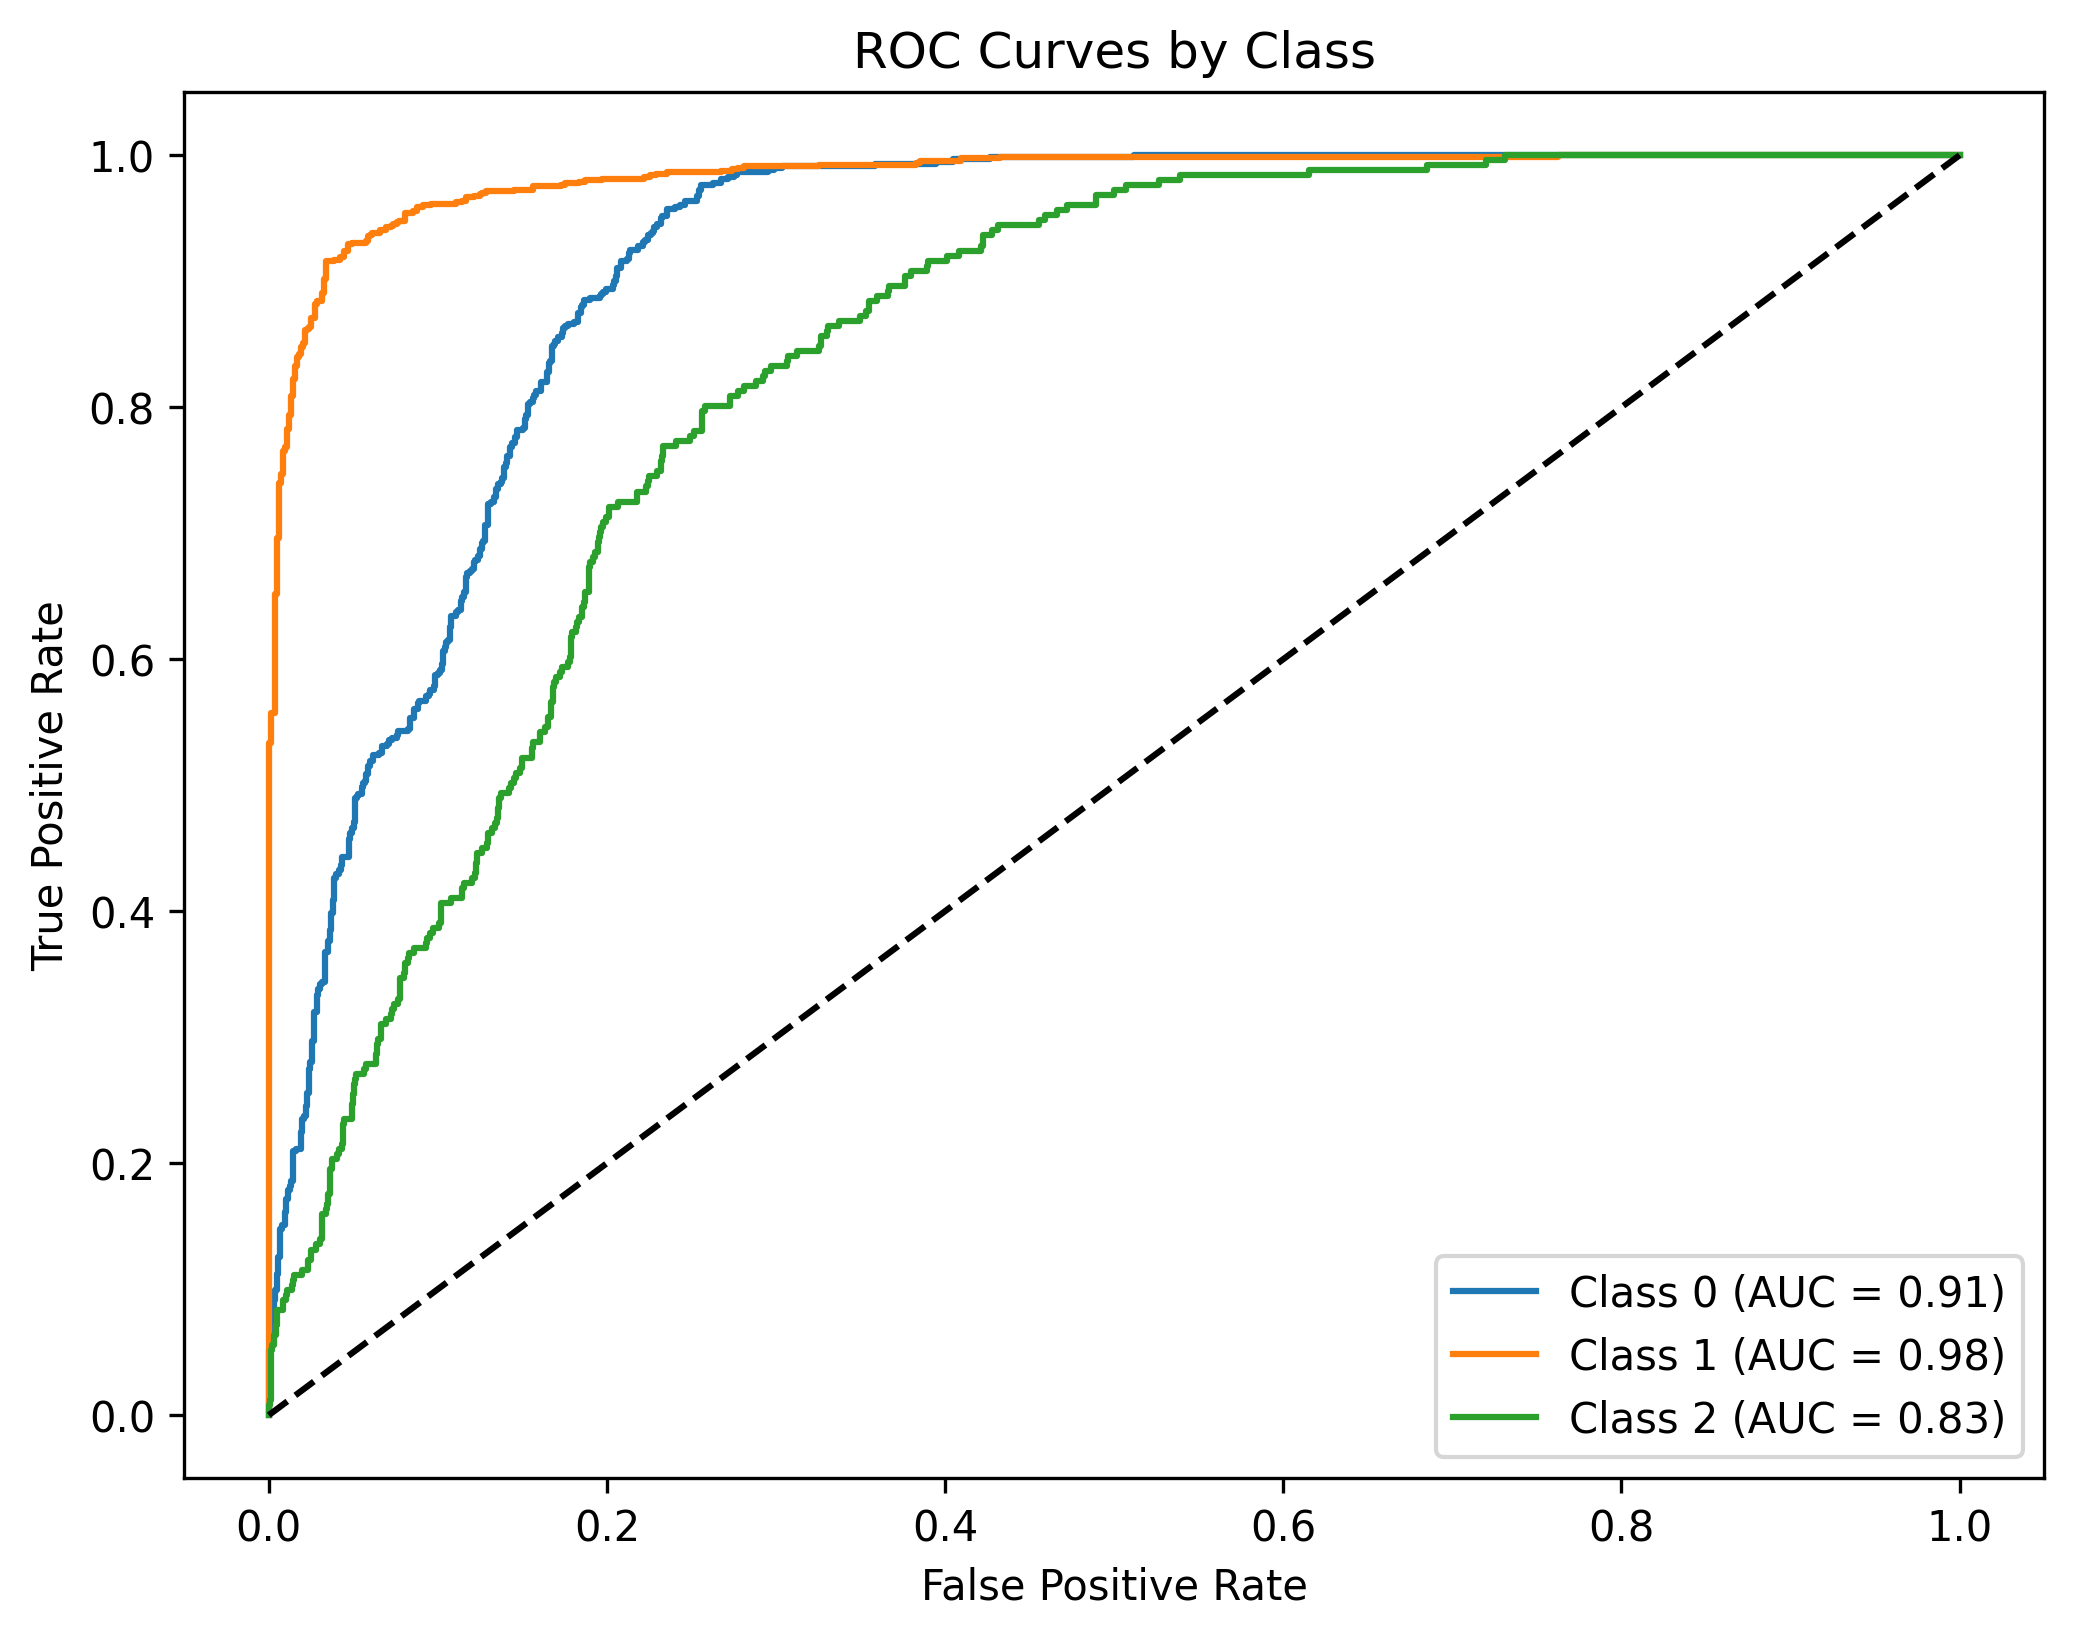 ROC Curves by Class
1.0
0.8
0.6
0.4
0.2
0.0
True Positive Rate
0.0 0.2 0.4 0.6 0.8 1.0
False Positive Rate
Class 0 (AUC = 0.91)
Class 1 (AUC = 0.98)
Class 2 (AUC = 0.83)